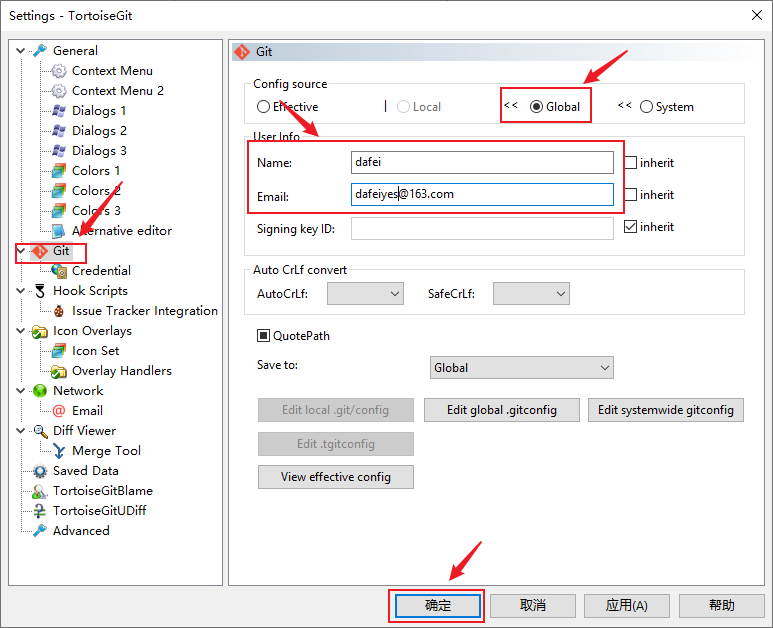 Settings - TortoiseGit
General
Context Menu
Context Menu 2
Dialogs 1
Dialogs 2
Dialogs 3
Colors 1
Colors 2
Colors 3
Alternative editor
Git
Credential
Hook Scripts
Issue Tracker Integration
Icon Overlays
Icon Set
Overlay Handlers
Network
Email
Diff Viewer
Merge Tool
Saved Data
TortoiseGitBlame
TortoiseGitUDiff
Advanced
Git
Config source
Effective | Local << Global << System
User Info
Name: dafei inherit
Email: dafeiyes@163.com inherit
Signing key ID: inherit
Auto CrLf convert
AutoCrLf: SafeCrLf:
QuotePath
Save to: Global
Edit local .git/config Edit global .gitconfig Edit systemwide gitconfig
Edit .tgitconfig
View effective config
确定 取消 应用(A) 帮助